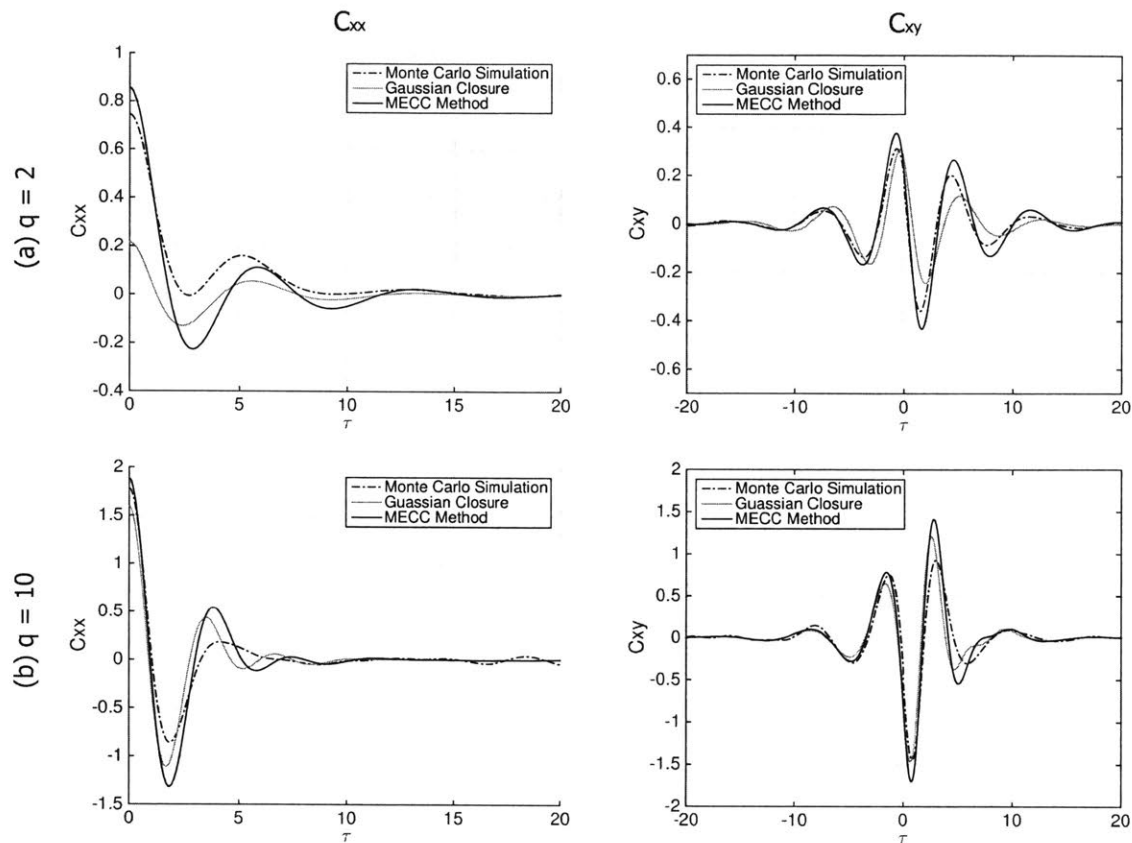 Cxx
Cxy
(a) q = 2
Cxx
1
0.8
0.6
0.4
0.2
0
-0.2
-0.4
0
5
10
15
20
τ
Monte Carlo Simulation
Gaussian Closure
MECC Method
Cxy
0.6
0.4
0.2
0
-0.2
-0.4
-0.6
-20
-10
0
10
20
τ
Monte Carlo Simulation
Gaussian Closure
MECC Method
(b) q = 10
Cxx
2
1.5
1
0.5
0
-0.5
-1
-1.5
0
5
10
15
20
τ
Monte Carlo Simulation
Guassian Closure
MECC Method
Cxy
2
1.5
1
0.5
0
-0.5
-1
-1.5
-2
-20
-10
0
10
20
τ
Monte Carlo Simulation
Guassian Closure
MECC Method